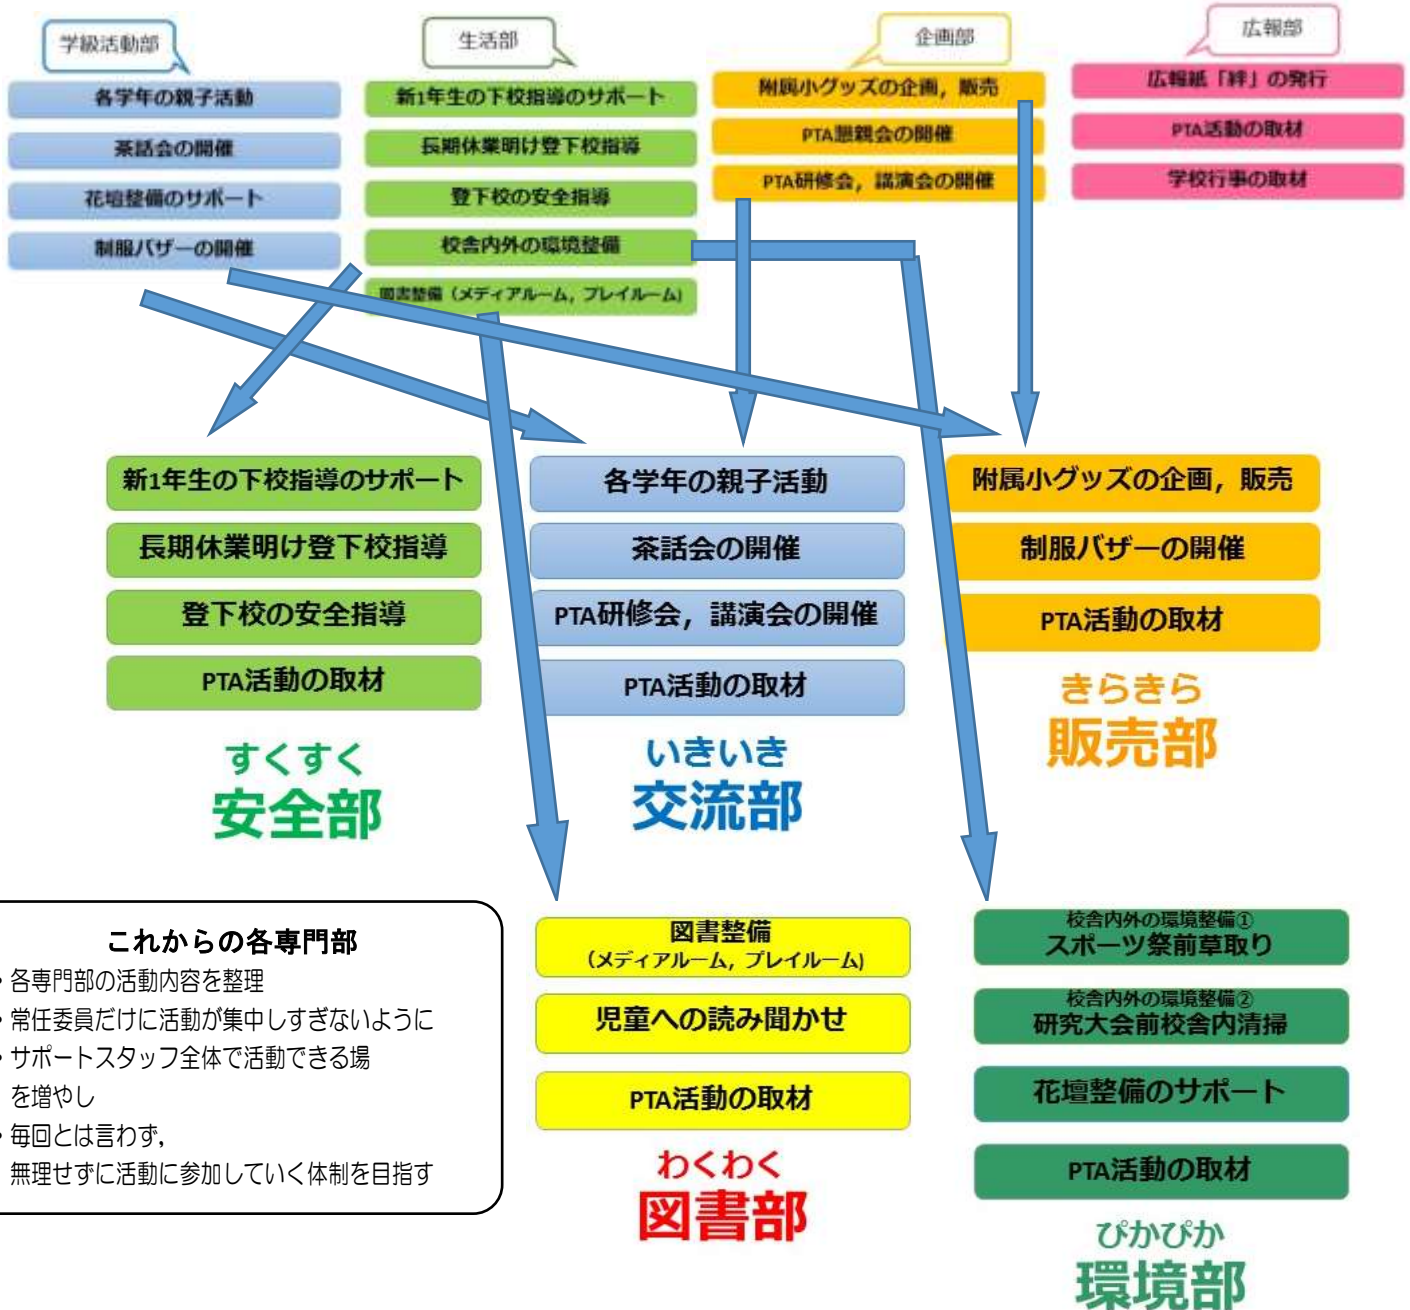 学級活動部
各学年の親子活動
茶話会の開催
花壇整備のサポート
制服バザーの開催
生活部
新1年生の下校指導のサポート
長期休業明け登下校指導
登下校の安全指導
校舎内外の環境整備
図書整備（メディアルーム，プレイルーム）
企画部
附属小グッズの企画，販売
PTA懇親会の開催
PTA研修会，講演会の開催
広報部
広報紙「絆」の発行
PTA活動の取材
学校行事の取材
新1年生の下校指導のサポート
長期休業明け登下校指導
登下校の安全指導
PTA活動の取材
すくすく
安全部
各学年の親子活動
茶話会の開催
PTA研修会，講演会の開催
PTA活動の取材
いきいき
交流部
附属小グッズの企画，販売
制服バザーの開催
PTA活動の取材
きらきら
販売部
これからの各専門部
・各専門部の活動内容を整理
・常任委員だけに活動が集中しすぎないように
・サポートスタッフ全体で活動できる場
を増やし
・毎回とは言わず，
無理せずに活動に参加していく体制を目指す
図書整備
（メディアルーム，プレイルーム）
児童への読み聞かせ
PTA活動の取材
わくわく
図書部
校舎内外の環境整備①
スポーツ祭前草取り
校舎内外の環境整備②
研究大会前校舎内清掃
花壇整備のサポート
PTA活動の取材
ぴかぴか
環境部